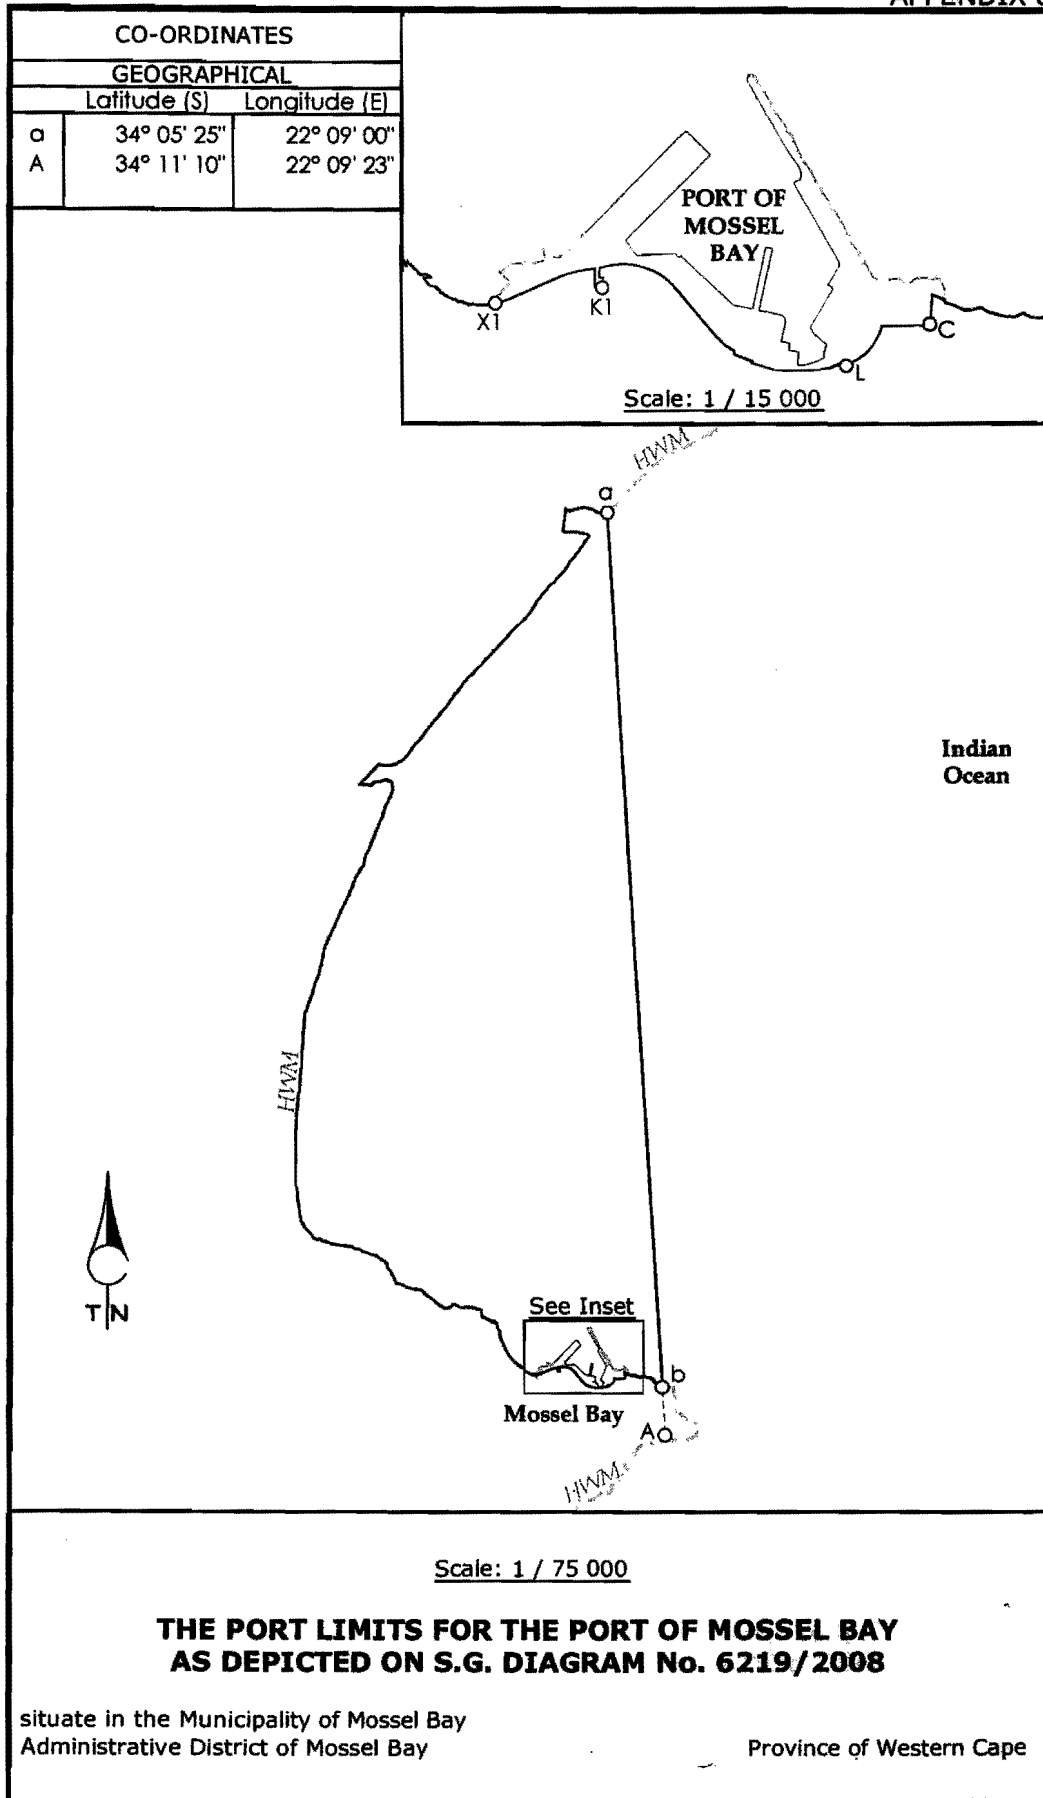 APPENDIX
CO-ORDINATES
GEOGRAPHICAL
Latitude (S) Longitude (E)
a 34° 05' 25" 22° 09' 00"
A 34° 11' 10" 22° 09' 23"
PORT OF
MOSSEL
BAY
X1
K1
C
L
Scale: 1 / 15 000
HWM
a
Indian
Ocean
HWM
TN
See Inset
b
Mossel Bay
A
HWM
Scale: 1 / 75 000
THE PORT LIMITS FOR THE PORT OF MOSSEL BAY
AS DEPICTED ON S.G. DIAGRAM No. 6219/2008
situate in the Municipality of Mossel Bay
Administrative District of Mossel Bay Province of Western Cape